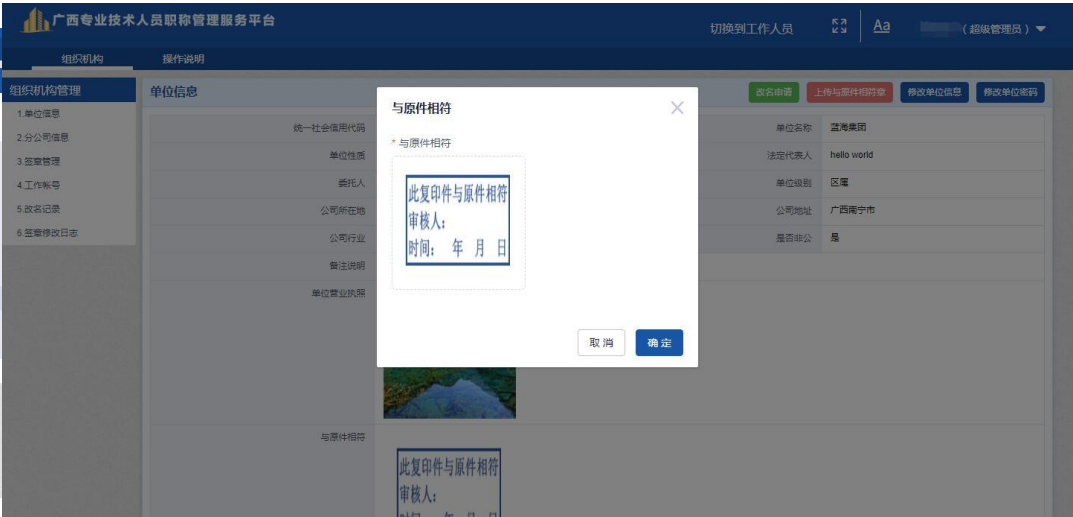 广西专业技术人员职称管理服务平台
切换到工作人员
Aa
（超级管理员）
组织机构
操作说明
组织机构管理
1.单位信息
2.分公司信息
3.签章管理
4.工作帐号
5.改名记录
6.签章修改日志
单位信息
改名申请
上传与原件相符章
修改单位信息
修改单位密码
统一社会信用代码
单位名称 蓝海集团
单位性质
法定代表人 hello world
委托人
单位级别 区属
公司所在地
公司地址 广西南宁市
公司行业
是否非公 是
备注说明
单位营业执照
与原件相符
* 与原件相符
此复印件与原件相符
审核人:
时间: 年 月 日
取 消
确 定
与原件相符
此复印件与原件相符
审核人:
时间: 年 月 日